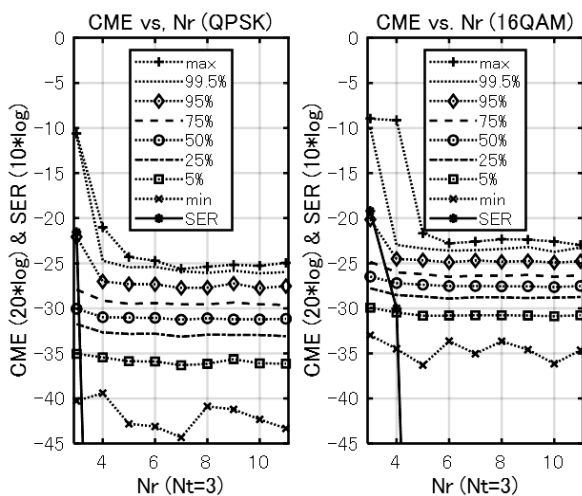 CME vs, Nr (QPSK)
CME (20*log) & SER (10*log)
0
-5
-10
-15
-20
-25
-30
-35
-40
-45
max
99.5%
95%
75%
50%
25%
5%
min
SER
4 6 8 10
Nr (Nt=3)
CME vs. Nr (16QAM)
CME (20*log) & SER (10*log)
0
-5
-10
-15
-20
-25
-30
-35
-40
-45
max
99.5%
95%
75%
50%
25%
5%
min
SER
4 6 8 10
Nr (Nt=3)